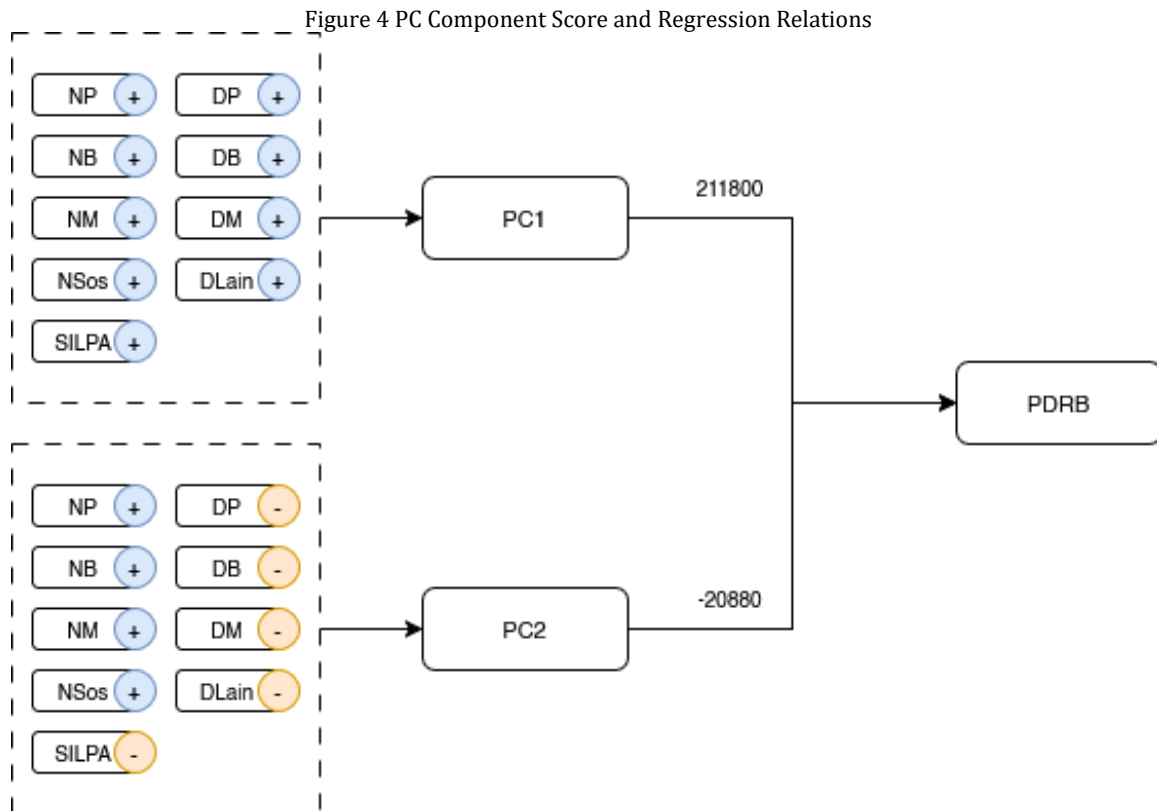 Figure 4 PC Component Score and Regression Relations
NP + DP +
NB + DB +
NM + DM +
NSos + DLain +
SILPA +
PC1
211800
PDRB
NP + DP -
NB + DB -
NM + DM -
NSos + DLain -
SILPA -
PC2
-20880